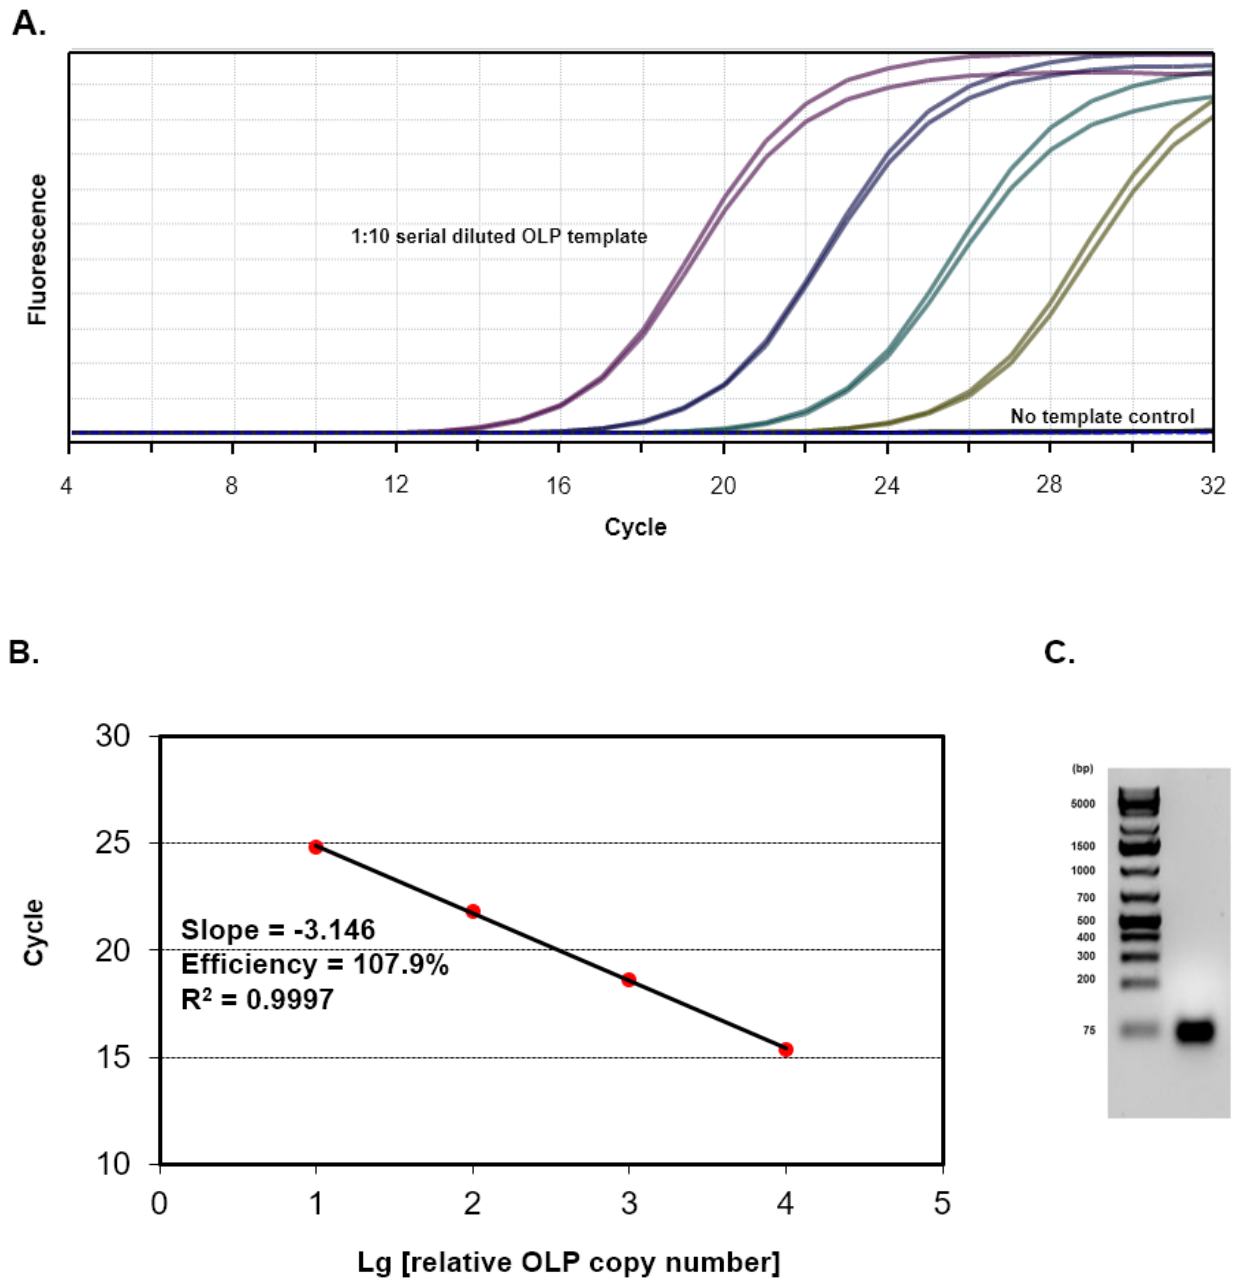 A.
Fluorescence
1:10 serial diluted OLP template
No template control
4 8 12 16 20 24 28 32
Cycle
B.
C.
30
25
20
15
10
Cycle
Slope = -3.146
Efficiency = 107.9%
R² = 0.9997
0 1 2 3 4 5
Lg [relative OLP copy number]
(bp)
5000
1500
1000
700
500
400
300
200
75